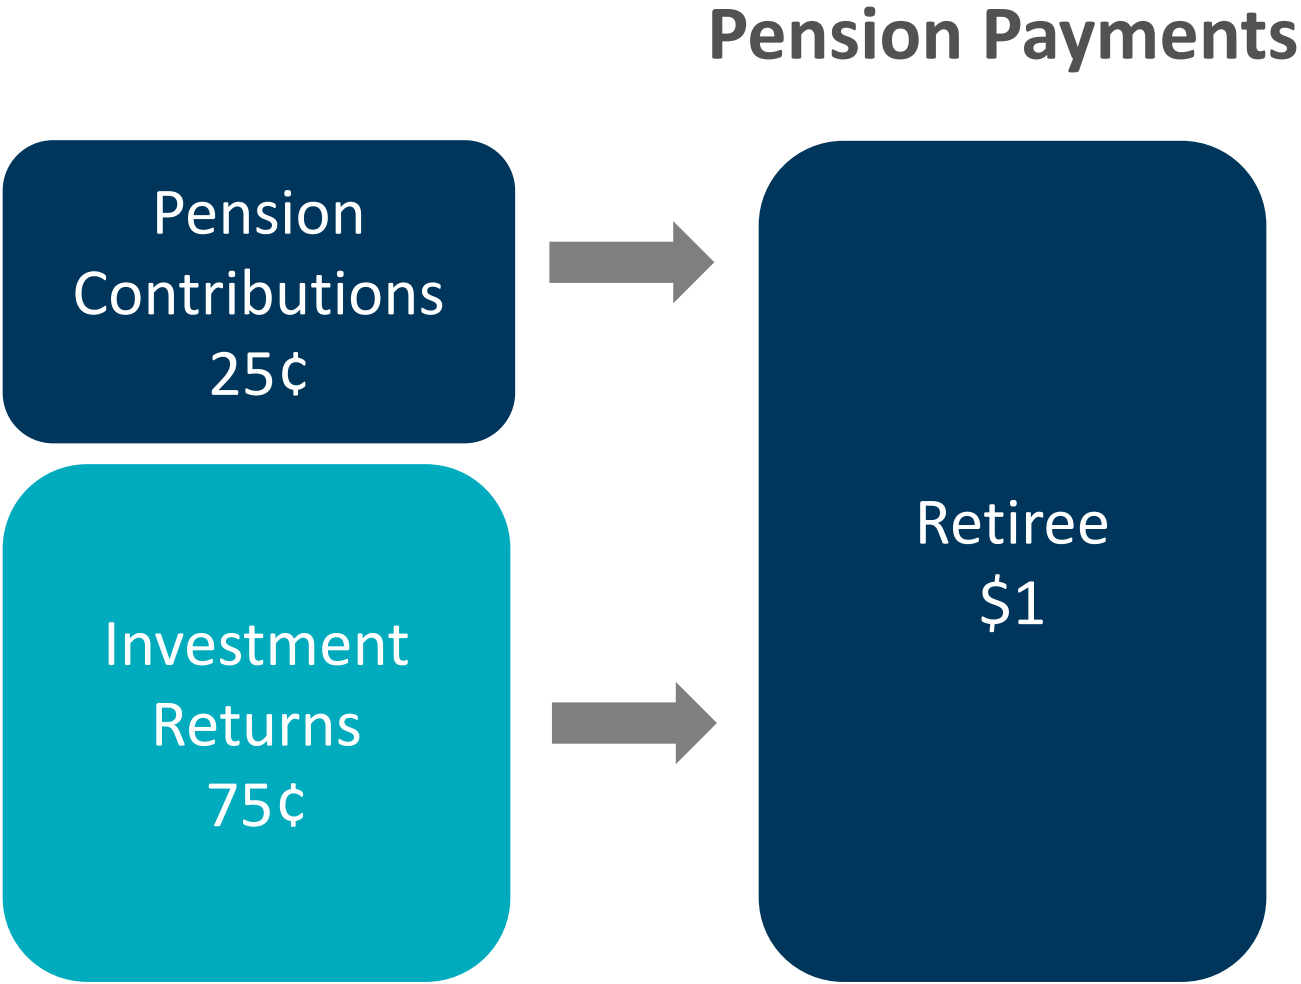 Pension Payments
Pension
Contributions
25¢
Investment
Returns
75¢
Retiree
$1